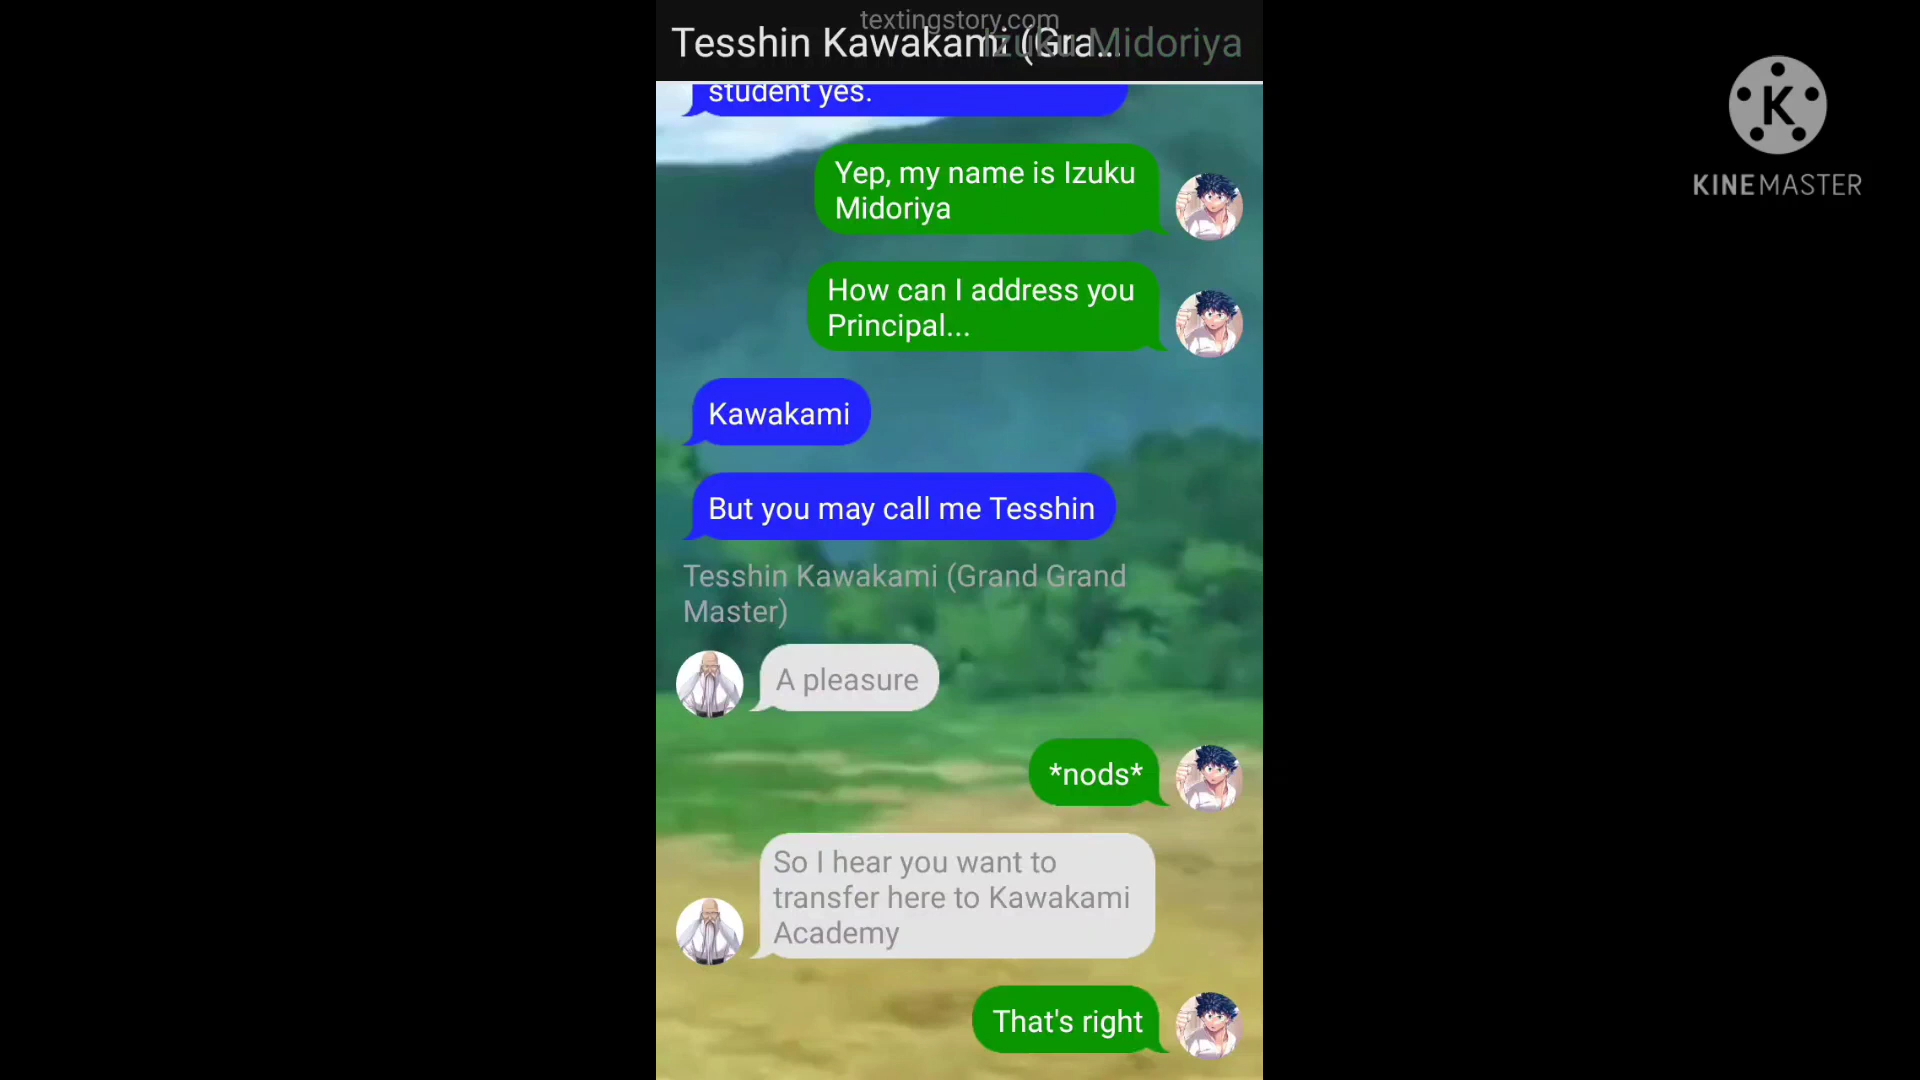 textingstory.com
Tesshin Kawakami (Gra...
Izuku Midoriya
student yes.
Yep, my name is Izuku
Midoriya
How can I address you
Principal...
Kawakami
But you may call me Tesshin
Tesshin Kawakami (Grand Grand
Master)
A pleasure
*nods*
So I hear you want to
transfer here to Kawakami
Academy
That's right
K
KINEMASTER